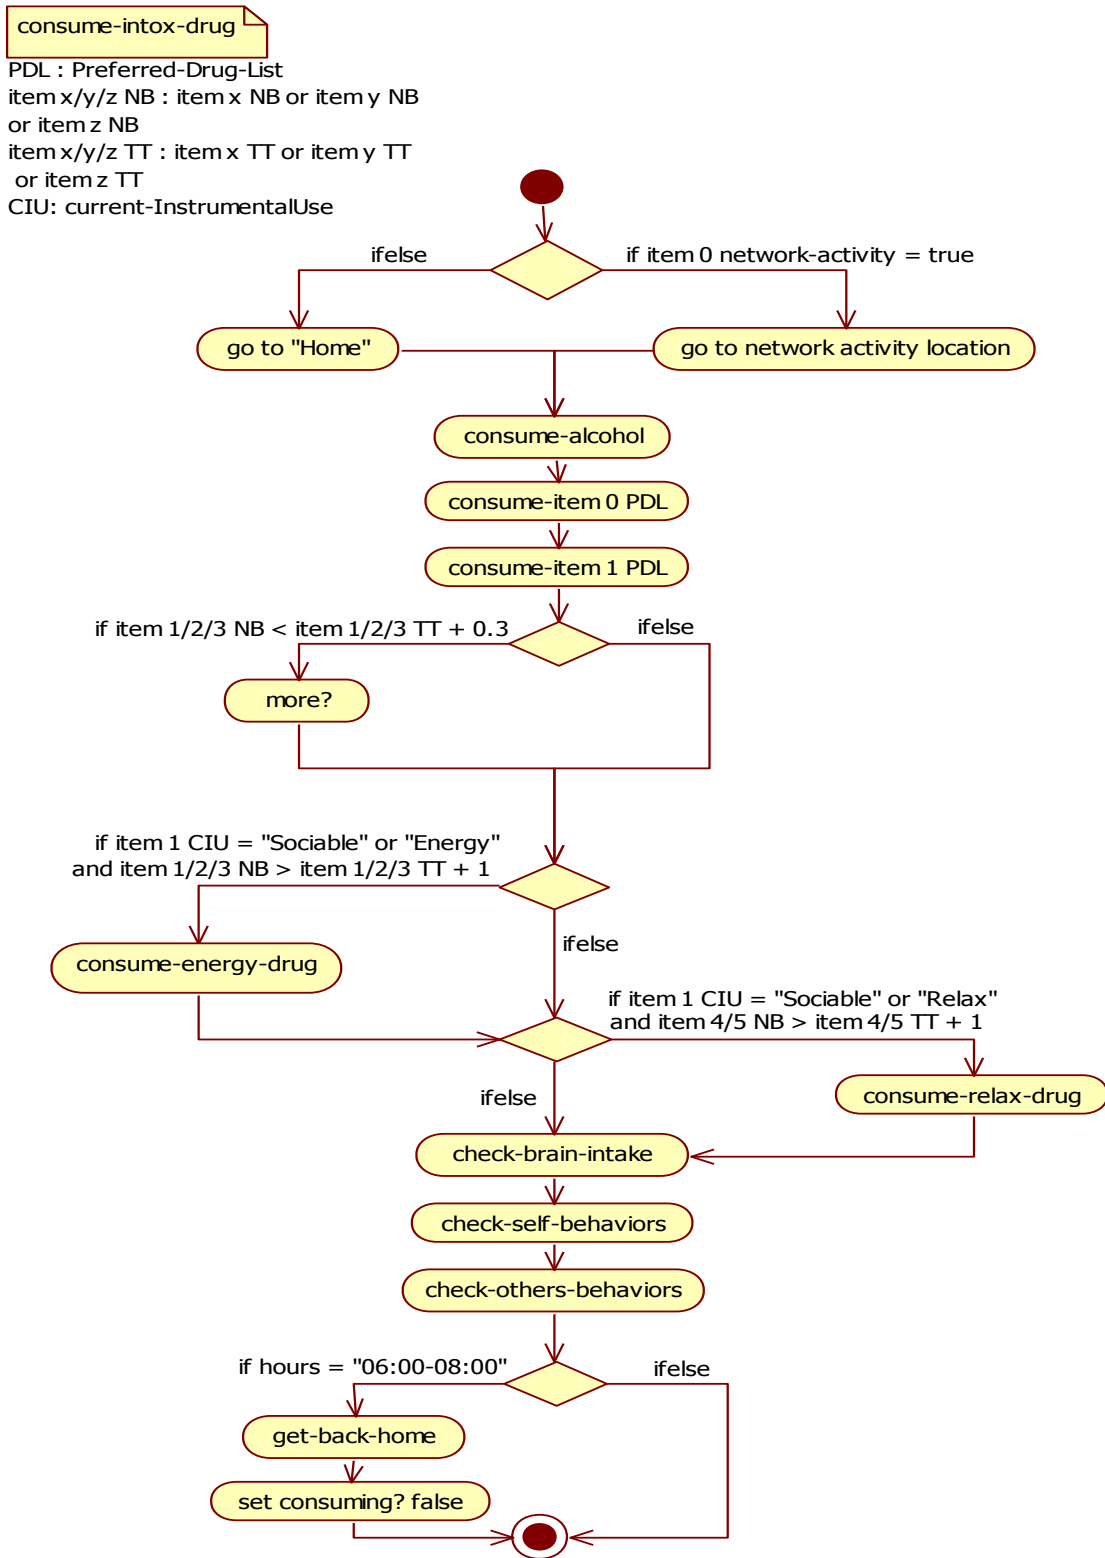 consume-intox-drug
PDL : Preferred-Drug-List
item x/y/z NB : item x NB or item y NB
or item z NB
item x/y/z TT : item x TT or item y TT
or item z TT
CIU: current-InstrumentalUse
ifelse
if item 0 network-activity = true
go to "Home"
go to network activity location
consume-alcohol
consume-item 0 PDL
consume-item 1 PDL
if item 1/2/3 NB < item 1/2/3 TT + 0.3
ifelse
more?
if item 1 CIU = "Sociable" or "Energy"
and item 1/2/3 NB > item 1/2/3 TT + 1
ifelse
consume-energy-drug
if item 1 CIU = "Sociable" or "Relax"
and item 4/5 NB > item 4/5 TT + 1
ifelse
consume-relax-drug
check-brain-intake
check-self-behaviors
check-others-behaviors
if hours = "06:00-08:00"
ifelse
get-back-home
set consuming? false